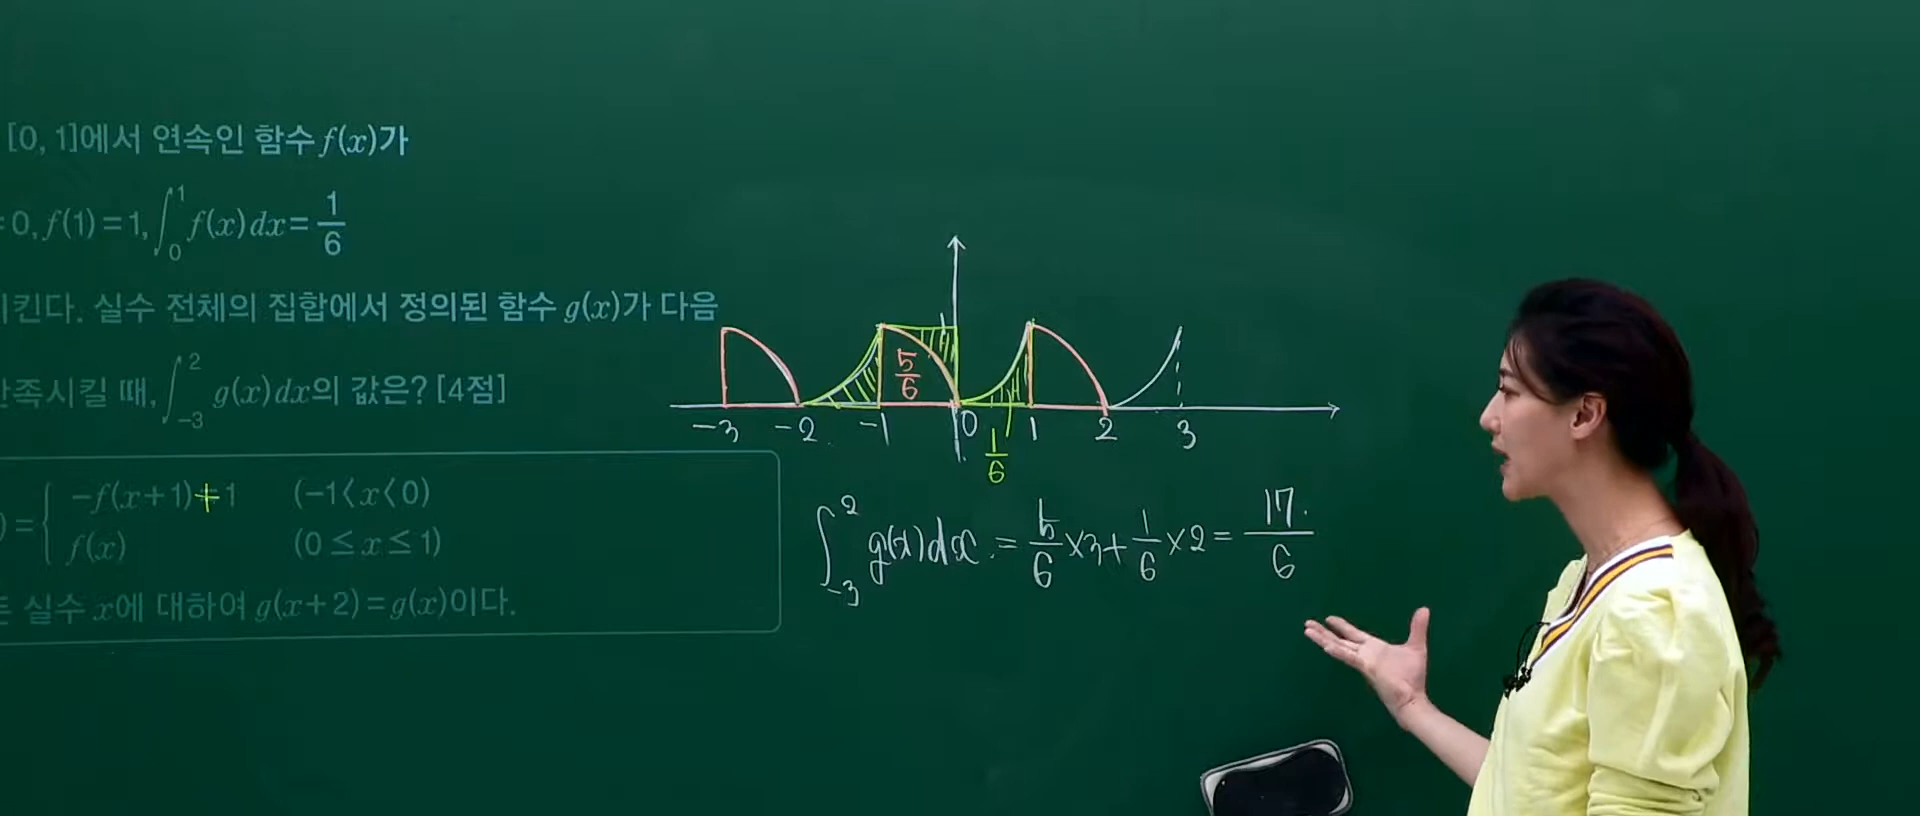 [0, 1]에서 연속인 함수 f(x)가
=0, f(1)=1, ∫₀¹ f(x)dx = 1/6
킨다. 실수 전체의 집합에서 정의된 함수 g(x)가 다음
족시킬 때, ∫₋₃² g(x)dx의 값은? [4점]
) = { -f(x+1)+1 (-1<x<0)
f(x) (0≤x≤1)
실수 x에 대하여 g(x+2)=g(x)이다.
5/6
-3 -2 -1 0 1 2 3
1/6
∫₋₃² g(x)dx = 5/6 ×3 + 1/6 ×2 = 17/6